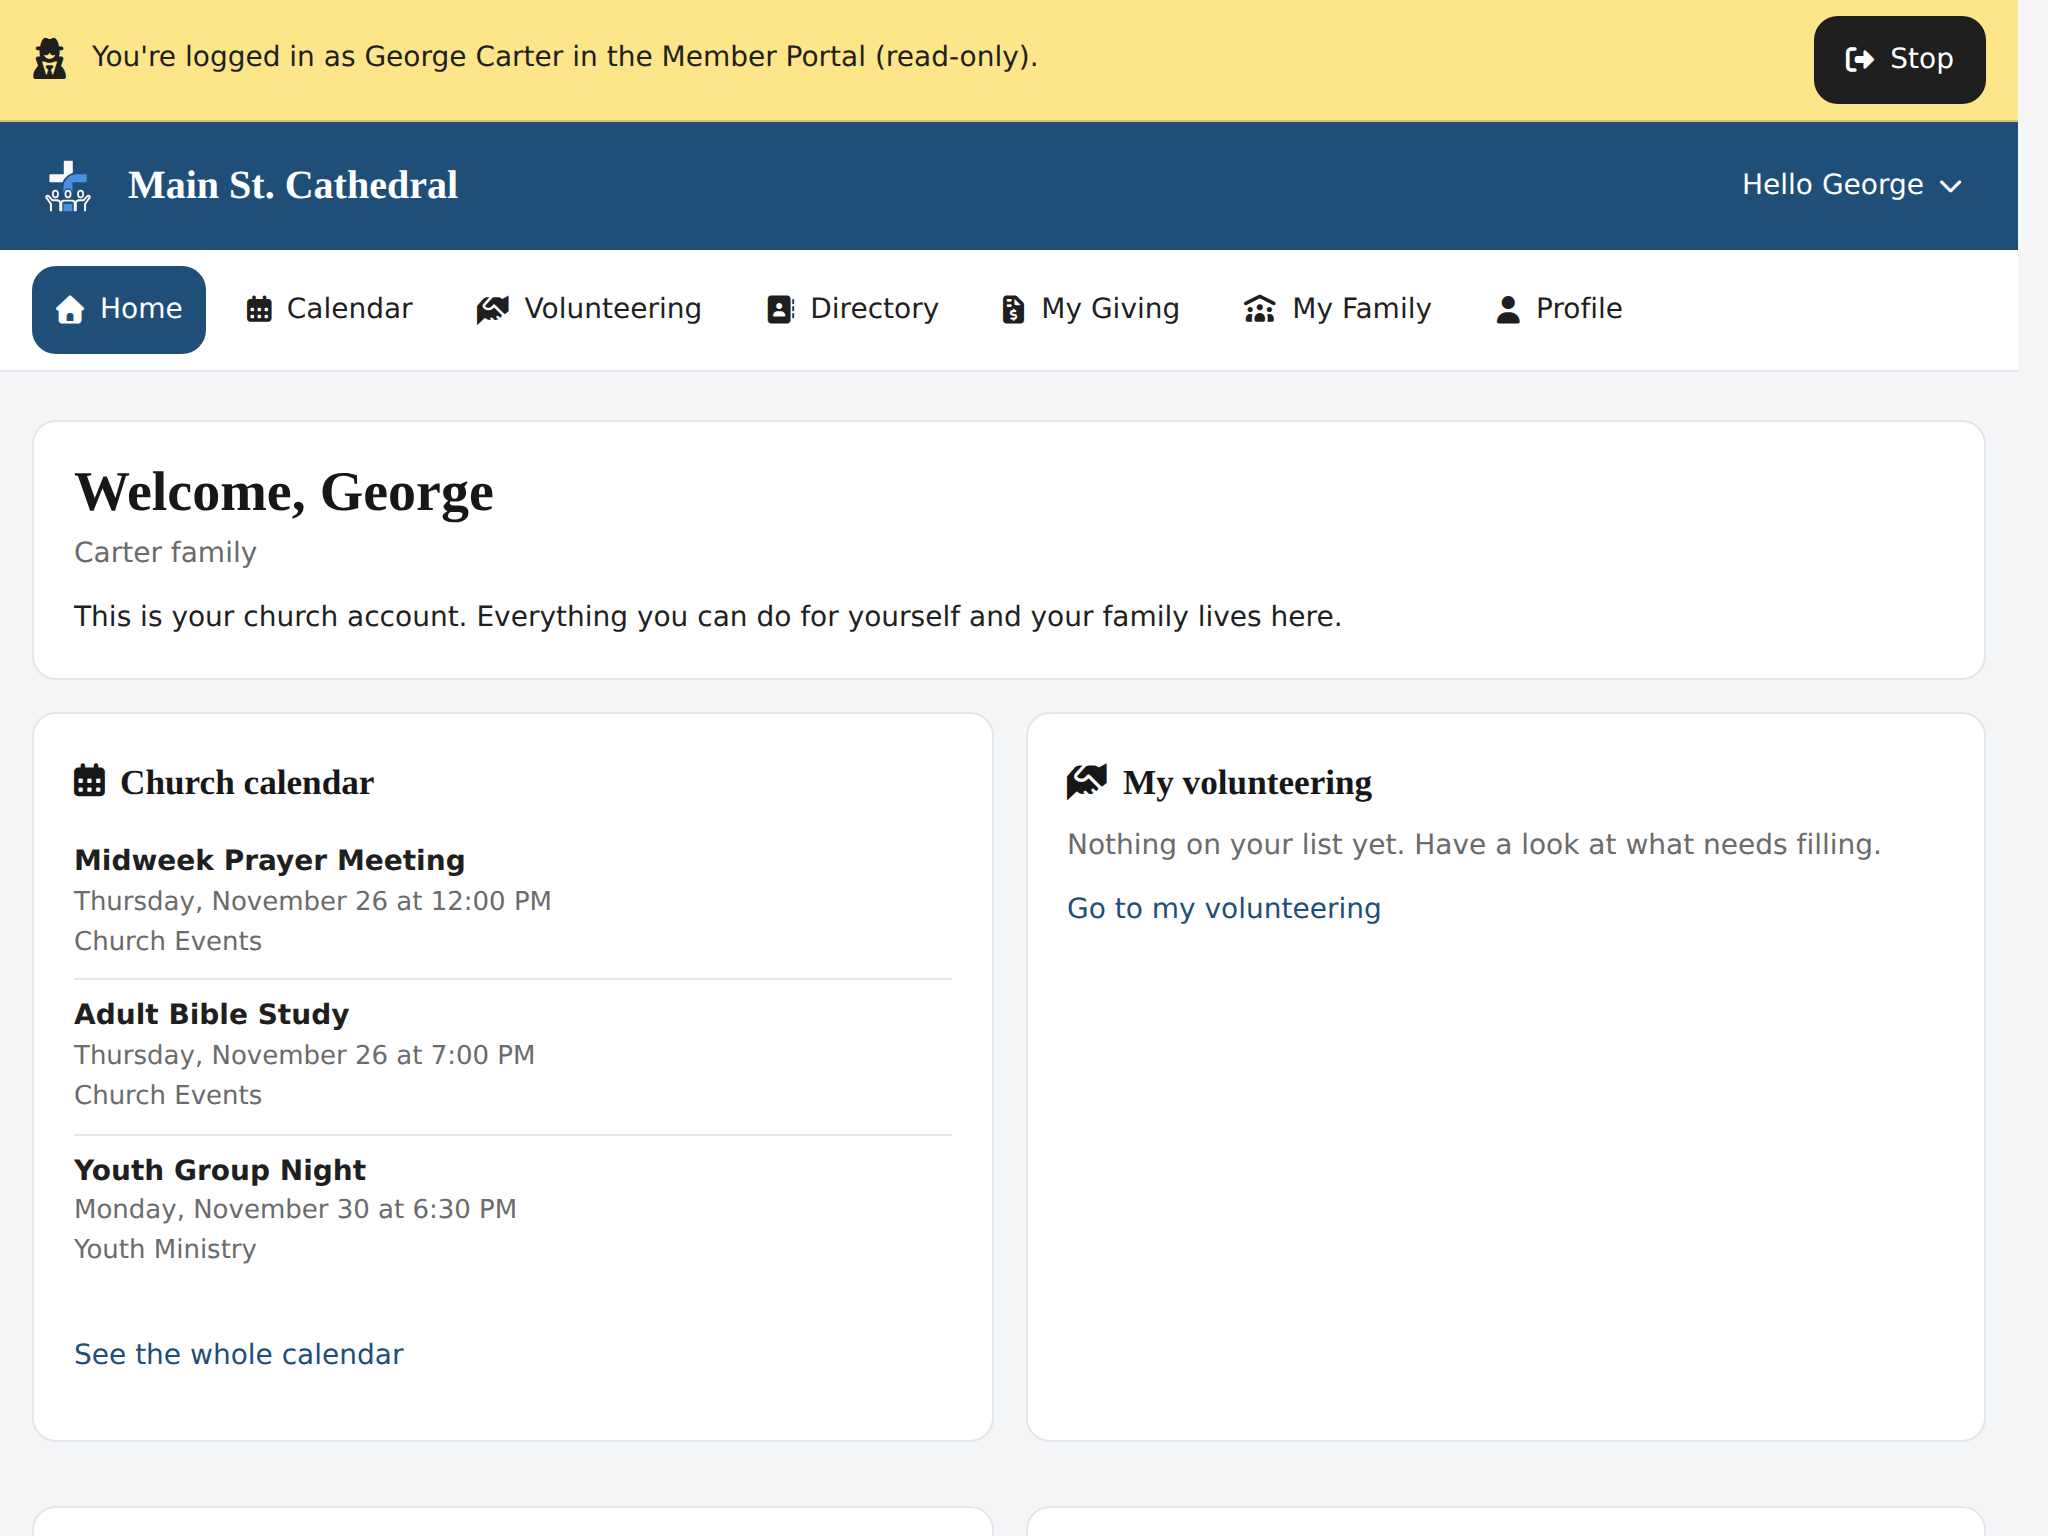 You're logged in as George Carter in the Member Portal (read-only).
Stop
Main St. Cathedral
Hello George
Home
Calendar
Volunteering
Directory
My Giving
My Family
Profile
Welcome, George
Carter family
This is your church account. Everything you can do for yourself and your family lives here.
Church calendar
Midweek Prayer Meeting
Thursday, November 26 at 12:00 PM
Church Events
Adult Bible Study
Thursday, November 26 at 7:00 PM
Church Events
Youth Group Night
Monday, November 30 at 6:30 PM
Youth Ministry
See the whole calendar
My volunteering
Nothing on your list yet. Have a look at what needs filling.
Go to my volunteering